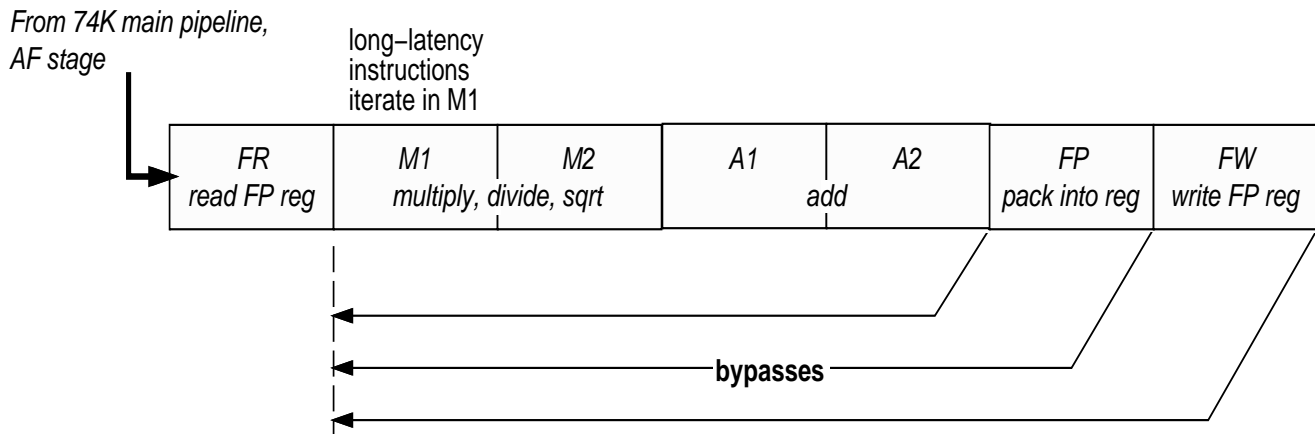 From 74K main pipeline,
AF stage
long–latency
instructions
iterate in M1
FR
read FP reg
M1
M2
multiply, divide, sqrt
A1
A2
add
FP
pack into reg
FW
write FP reg
bypasses